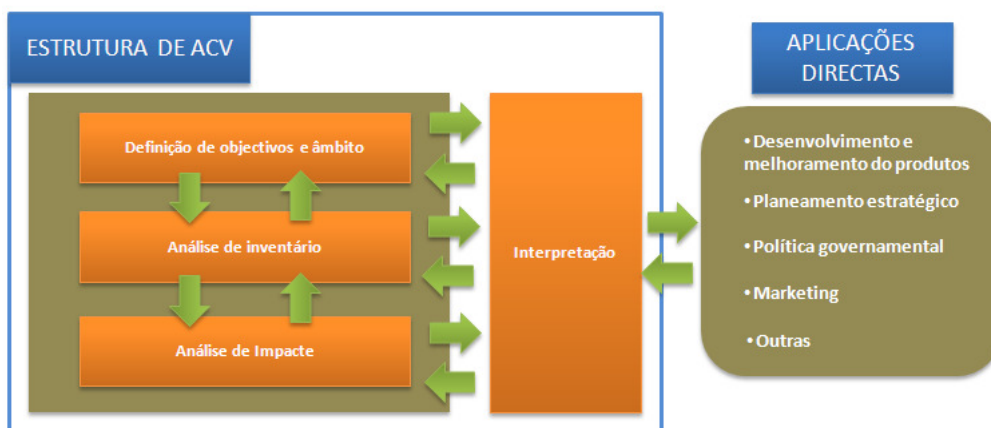 ESTRUTURA DE ACV
Definição de objectivos e âmbito
Análise de inventário
Análise de Impacte
Interpretação
APLICAÇÕES
DIRECTAS
• Desenvolvimento e
melhoramento do produtos
• Planeamento estratégico
• Política governamental
• Marketing
• Outras